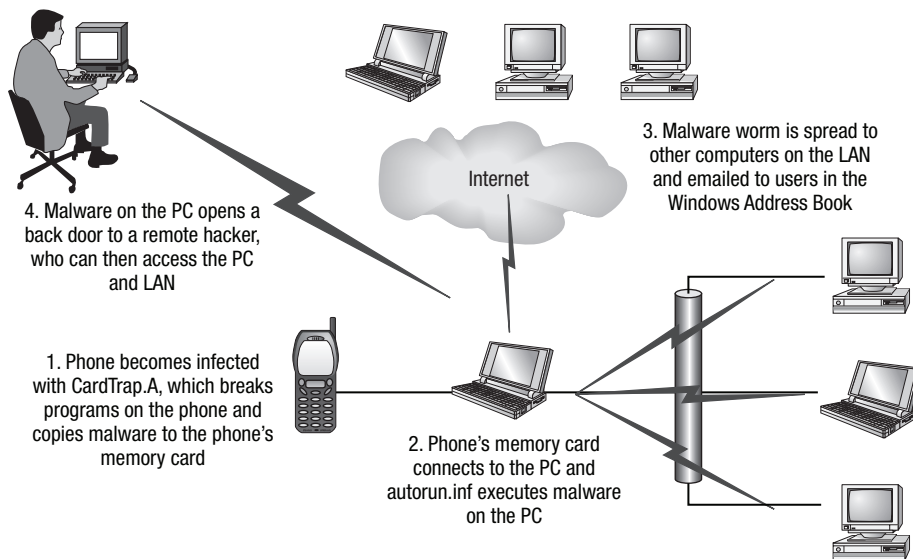 Internet
3. Malware worm is spread to
other computers on the LAN
and emailed to users in the
Windows Address Book
4. Malware on the PC opens a
back door to a remote hacker,
who can then access the PC
and LAN
1. Phone becomes infected
with CardTrap.A, which breaks
programs on the phone and
copies malware to the phone's
memory card
2. Phone's memory card
connects to the PC and
autorun.inf executes malware
on the PC